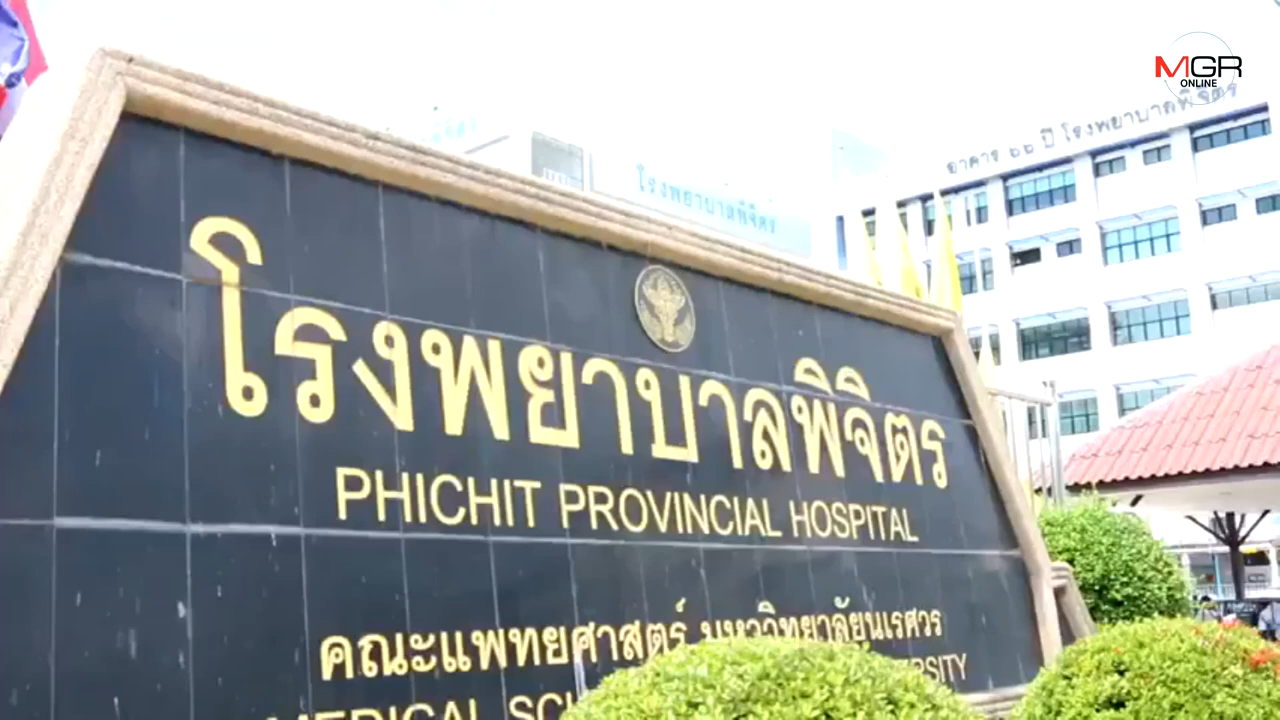 MGR
ONLINE
อาคาร ๖๖ ปี โรงพยาบาลพิจิตร
โรงพยาบาลพิจิตร
โรงพยาบาลพิจิตร
PHICHIT PROVINCIAL HOSPITAL
คณะแพทยศาสตร์ มหาวิทยาลัยนเรศวร
MEDICAL